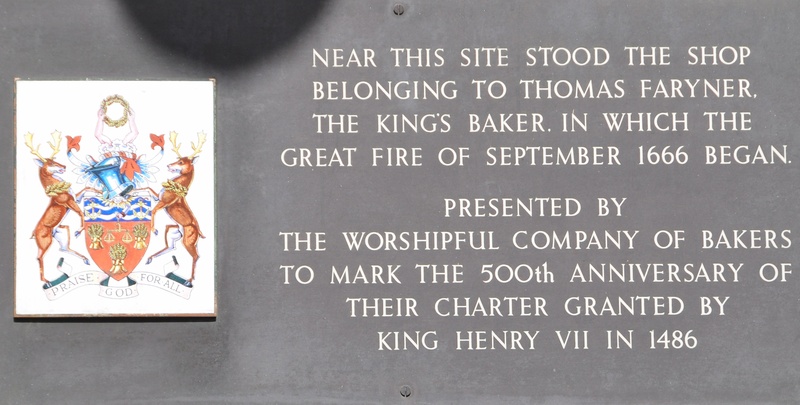 NEAR THIS SITE STOOD THE SHOP
BELONGING TO THOMAS FARYNER,
THE KING'S BAKER. IN WHICH THE
GREAT FIRE OF SEPTEMBER 1666 BEGAN.
PRESENTED BY
THE WORSHIPFUL COMPANY OF BAKERS
TO MARK THE 500th ANNIVERSARY OF
THEIR CHARTER GRANTED BY
KING HENRY VII IN 1486
PRAISE GOD FOR ALL